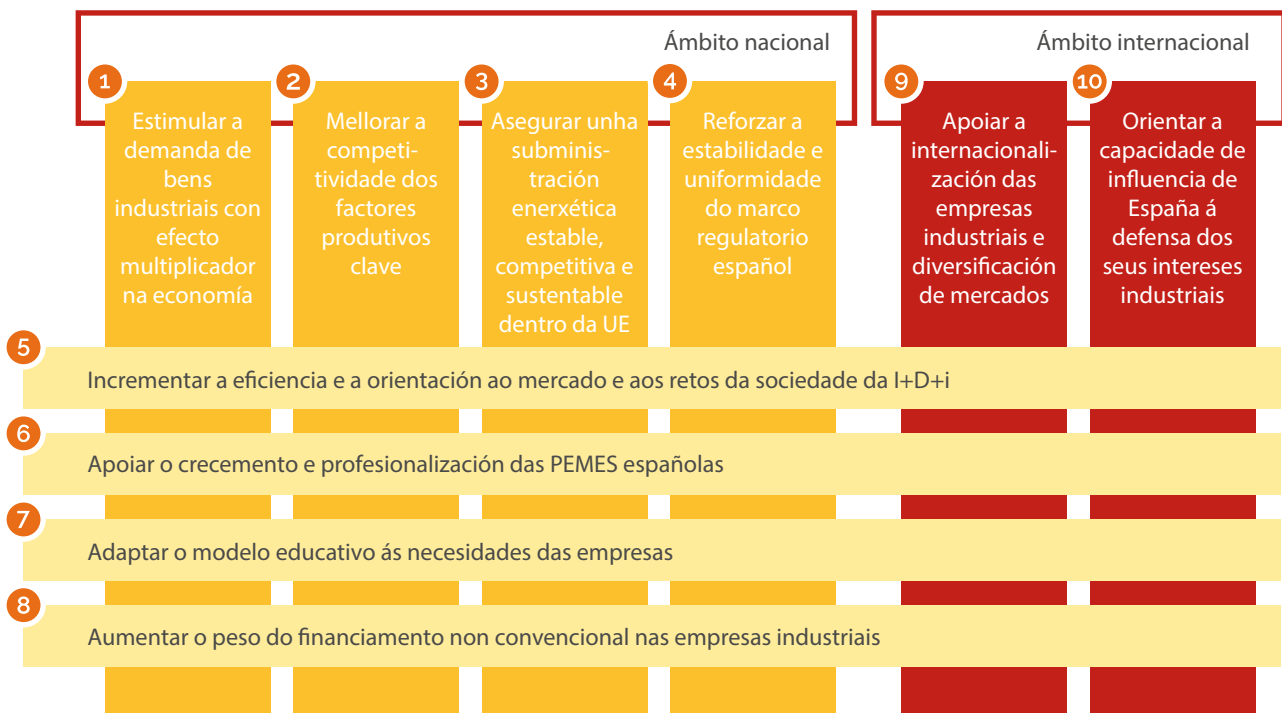 Ámbito nacional
Ámbito internacional
1
Estimular a
demanda de
bens
industriais con
efecto
multiplicador
na economía
2
Mellorar a
competi-
tividade dos
factores
produtivos
clave
3
Asegurar unha
subminis-
tración
enerxética
estable,
competitiva e
sustentable
dentro da UE
4
Reforzar a
estabilidade e
uniformidade
do marco
regulatorio
español
9
Apoiar a
internacionali-
zación das
empresas
industriais e
diversificación
de mercados
10
Orientar a
capacidade de
influencia de
España á
defensa dos
seus intereses
industriais
5
Incrementar a eficiencia e a orientación ao mercado e aos retos da sociedade da I+D+i
6
Apoiar o crecemento e profesionalización das PEMES españolas
7
Adaptar o modelo educativo ás necesidades das empresas
8
Aumentar o peso do financiamento non convencional nas empresas industriais